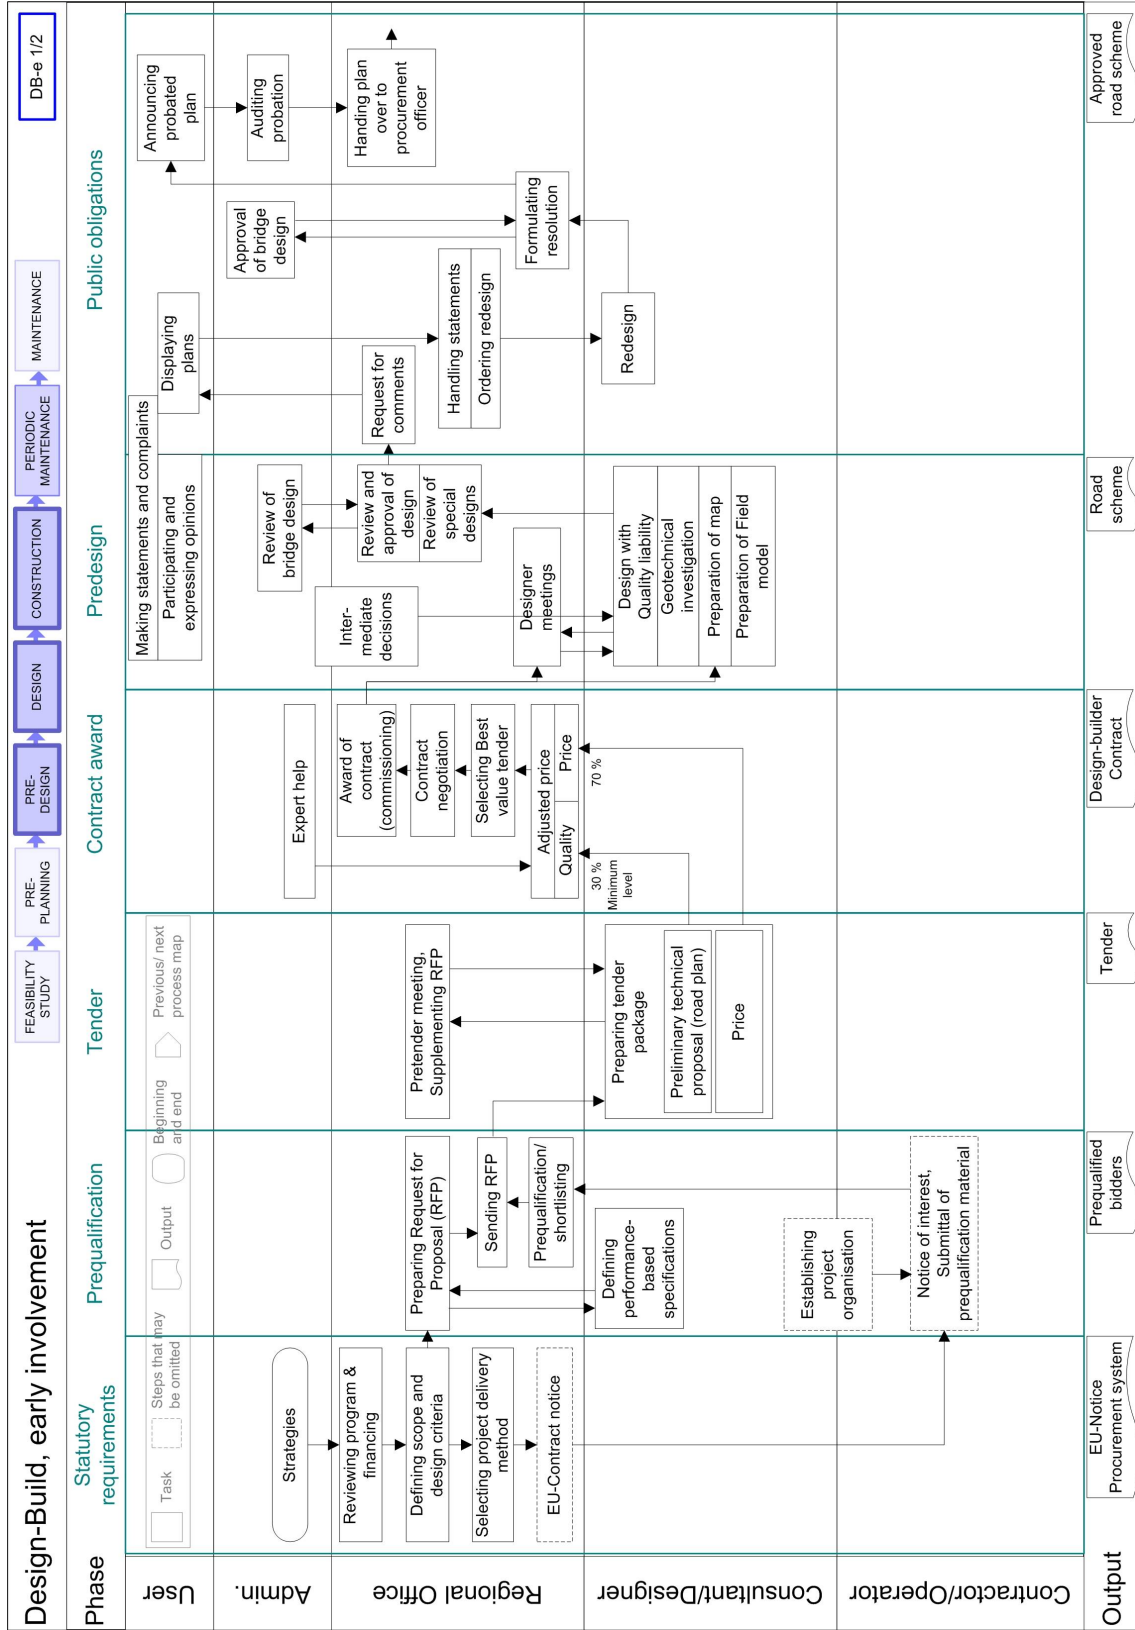 Design-Build, early involvement
DB-e 1/2
FEASIBILITY
STUDY
PRE-
PLANNING
PRE-
DESIGN
DESIGN
CONSTRUCTION
PERIODIC
MAINTENANCE
MAINTENANCE
Phase
Statutory
requirements
Prequalification
Tender
Contract award
Predesign
Public obligations
User
Task
Steps that may
be omitted
Output
Beginning
and end
Previous/ next
process map
Making statements and complaints
Participating and
expressing opinions
Displaying
plans
Announcing
probated
plan
Admin.
Strategies
Expert help
Review of
bridge design
Approval
of bridge
design
Auditing
probation
Regional Office
Reviewing program &
financing
Defining scope and
design criteria
Selecting project delivery
method
EU-Contract notice
Preparing Request for
Proposal (RFP)
Sending RFP
Prequalification/
shortlisting
Pretender meeting,
Supplementing RFP
Award of
contract
(commissioning)
Contract
negotiation
Selecting Best
value tender
Adjusted price
Quality
Price
30 %
Minimum
level
70 %
Inter-
mediate
decisions
Designer
meetings
Review and
approval of
design
Review of
special
designs
Request for
comments
Handling statements
Ordering redesign
Formulating
resolution
Handing plan
over to
procurement
officer
Consultant/Designer
Defining
performance-
based
specifications
Preparing tender
package
Preliminary technical
proposal (road plan)
Price
Design with
Quality liability
Geotechnical
investigation
Preparation of map
Preparation of Field
model
Redesign
Contractor/Operator
Establishing
project
organisation
Notice of interest,
Submittal of
prequalification material
Output
EU-Notice
Procurement system
Prequalified
bidders
Tender
Design-builder
Contract
Road
scheme
Approved
road scheme